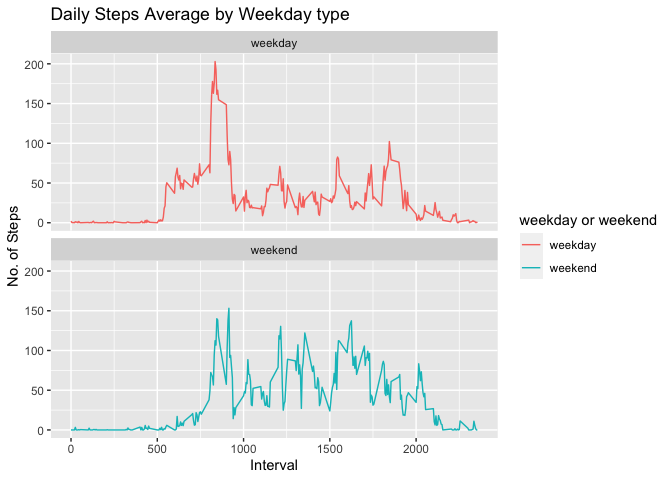 Daily Steps Average by Weekday type
weekday
200
150
100
50
0
weekend
200
150
100
50
0
0 500 1000 1500 2000
Interval
No. of Steps
weekday or weekend
weekday
weekend